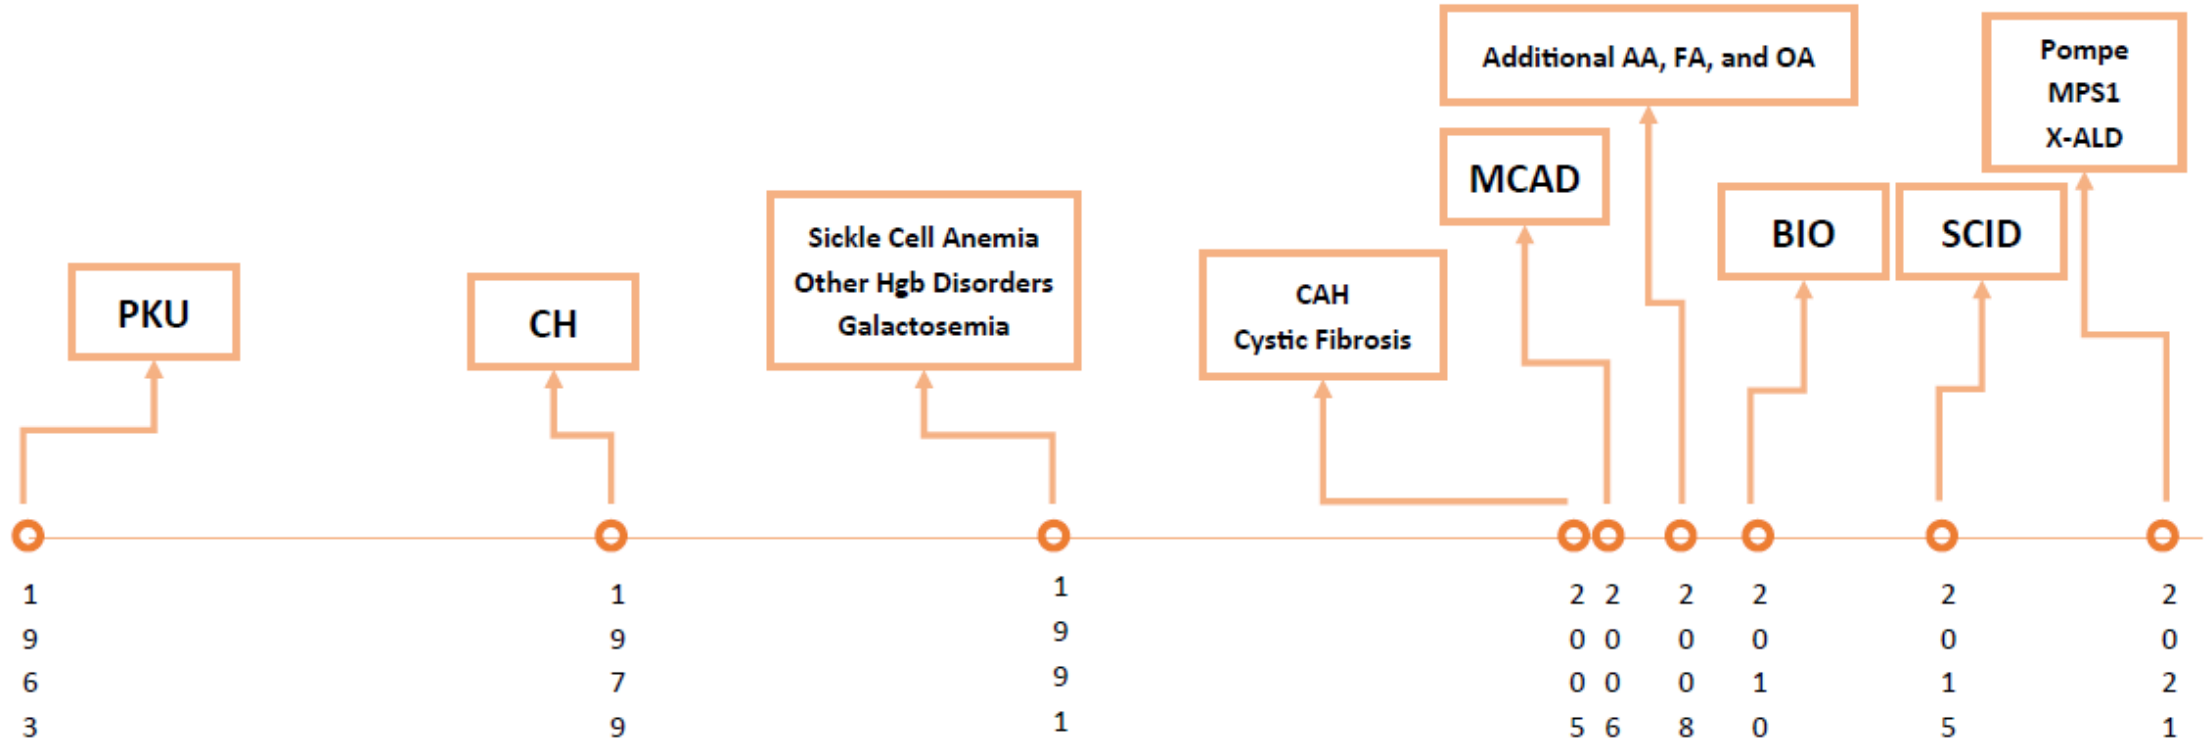 PKU
CH
Sickle Cell Anemia
Other Hgb Disorders
Galactosemia
CAH
Cystic Fibrosis
MCAD
Additional AA, FA, and OA
BIO
SCID
Pompe
MPS1
X-ALD
1963
1979
1991
2005
2006
2008
2010
2015
2021